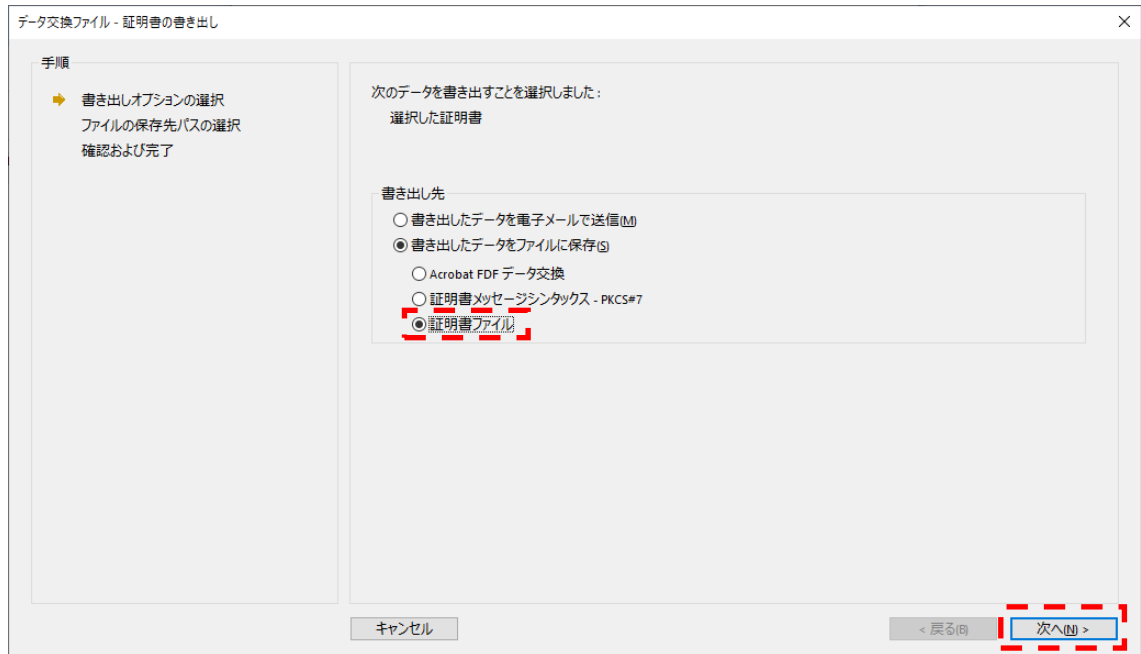 データ交換ファイル - 証明書の書き出し
手順
書き出しオプションの選択
ファイルの保存先パスの選択
確認および完了
次のデータを書き出すことを選択しました:
選択した証明書
書き出し先
書き出したデータを電子メールで送信(M)
書き出したデータをファイルに保存(S)
Acrobat FDF データ交換
証明書メッセージシンタックス - PKCS#7
証明書ファイル
キャンセル
< 戻る(B)
次へ(N) >